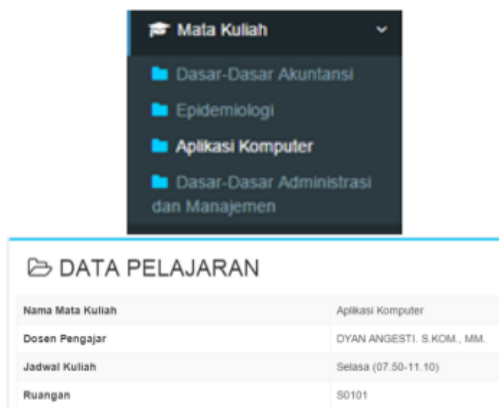 Mata Kuliah
Dasar-Dasar Akuntansi
Epidemiologi
Aplikasi Komputer
Dasar-Dasar Administrasi
dan Manajemen
DATA PELAJARAN
Nama Mata Kuliah Aplikasi Komputer
Dosen Pengajar DYAN ANGESTI. S.KOM., MM.
Jadwal Kuliah Selasa (07.50-11.10)
Ruangan S0101